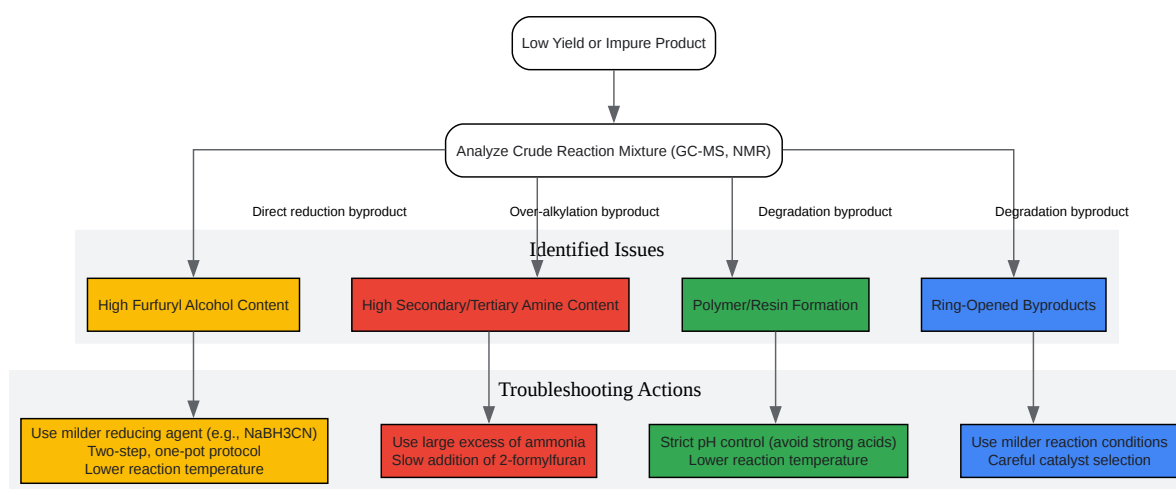 Low Yield or Impure Product
Analyze Crude Reaction Mixture (GC-MS, NMR)
Direct reduction byproduct
Over-alkylation byproduct
Degradation byproduct
Degradation byproduct
Identified Issues
High Furfuryl Alcohol Content
High Secondary/Tertiary Amine Content
Polymer/Resin Formation
Ring-Opened Byproducts
Troubleshooting Actions
Use milder reducing agent (e.g., NaBH3CN)
Two-step, one-pot protocol
Lower reaction temperature
Use large excess of ammonia
Slow addition of 2-formylfuran
Strict pH control (avoid strong acids)
Lower reaction temperature
Use milder reaction conditions
Careful catalyst selection